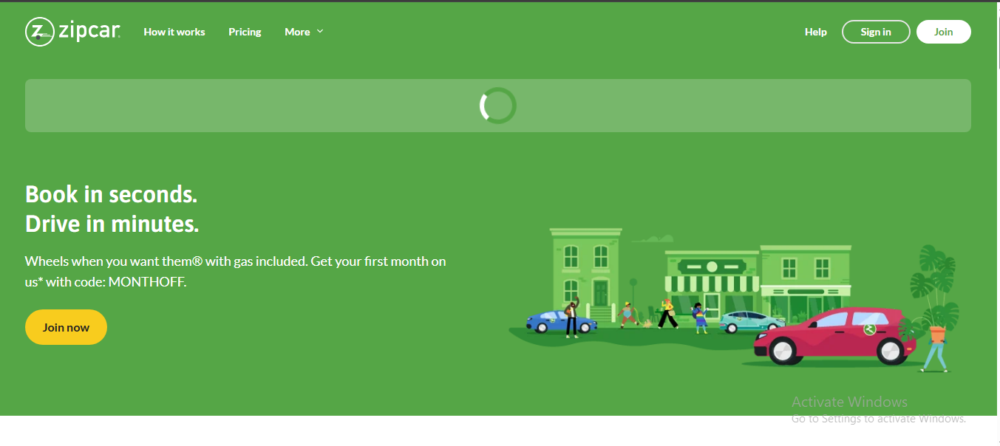 zipcar
How it works
Pricing
More
Help
Sign in
Join
Book in seconds.
Drive in minutes.
Wheels when you want them® with gas included. Get your first month on
us* with code: MONTHOFF.
Join now
Activate Windows
Go to Settings to activate Windows.